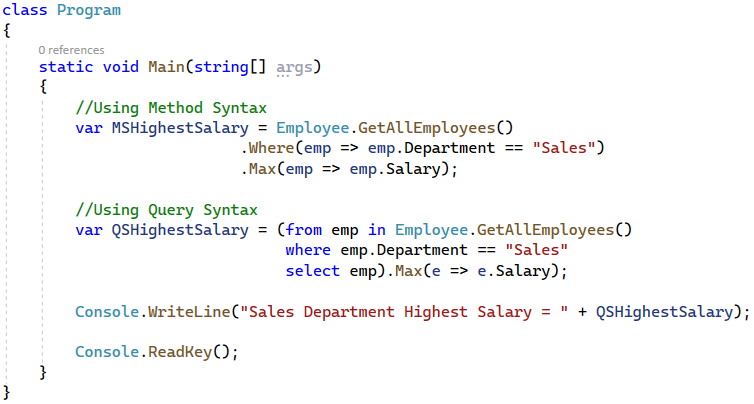 class Program
{
0 references
static void Main(string[] args)
{
//Using Method Syntax
var MSHighestSalary = Employee.GetAllEmployees()
.Where(emp => emp.Department == "Sales")
.Max(emp => emp.Salary);
//Using Query Syntax
var QSHighestSalary = (from emp in Employee.GetAllEmployees()
where emp.Department == "Sales"
select emp).Max(e => e.Salary);
Console.WriteLine("Sales Department Highest Salary = " + QSHighestSalary);
Console.ReadKey();
}
}